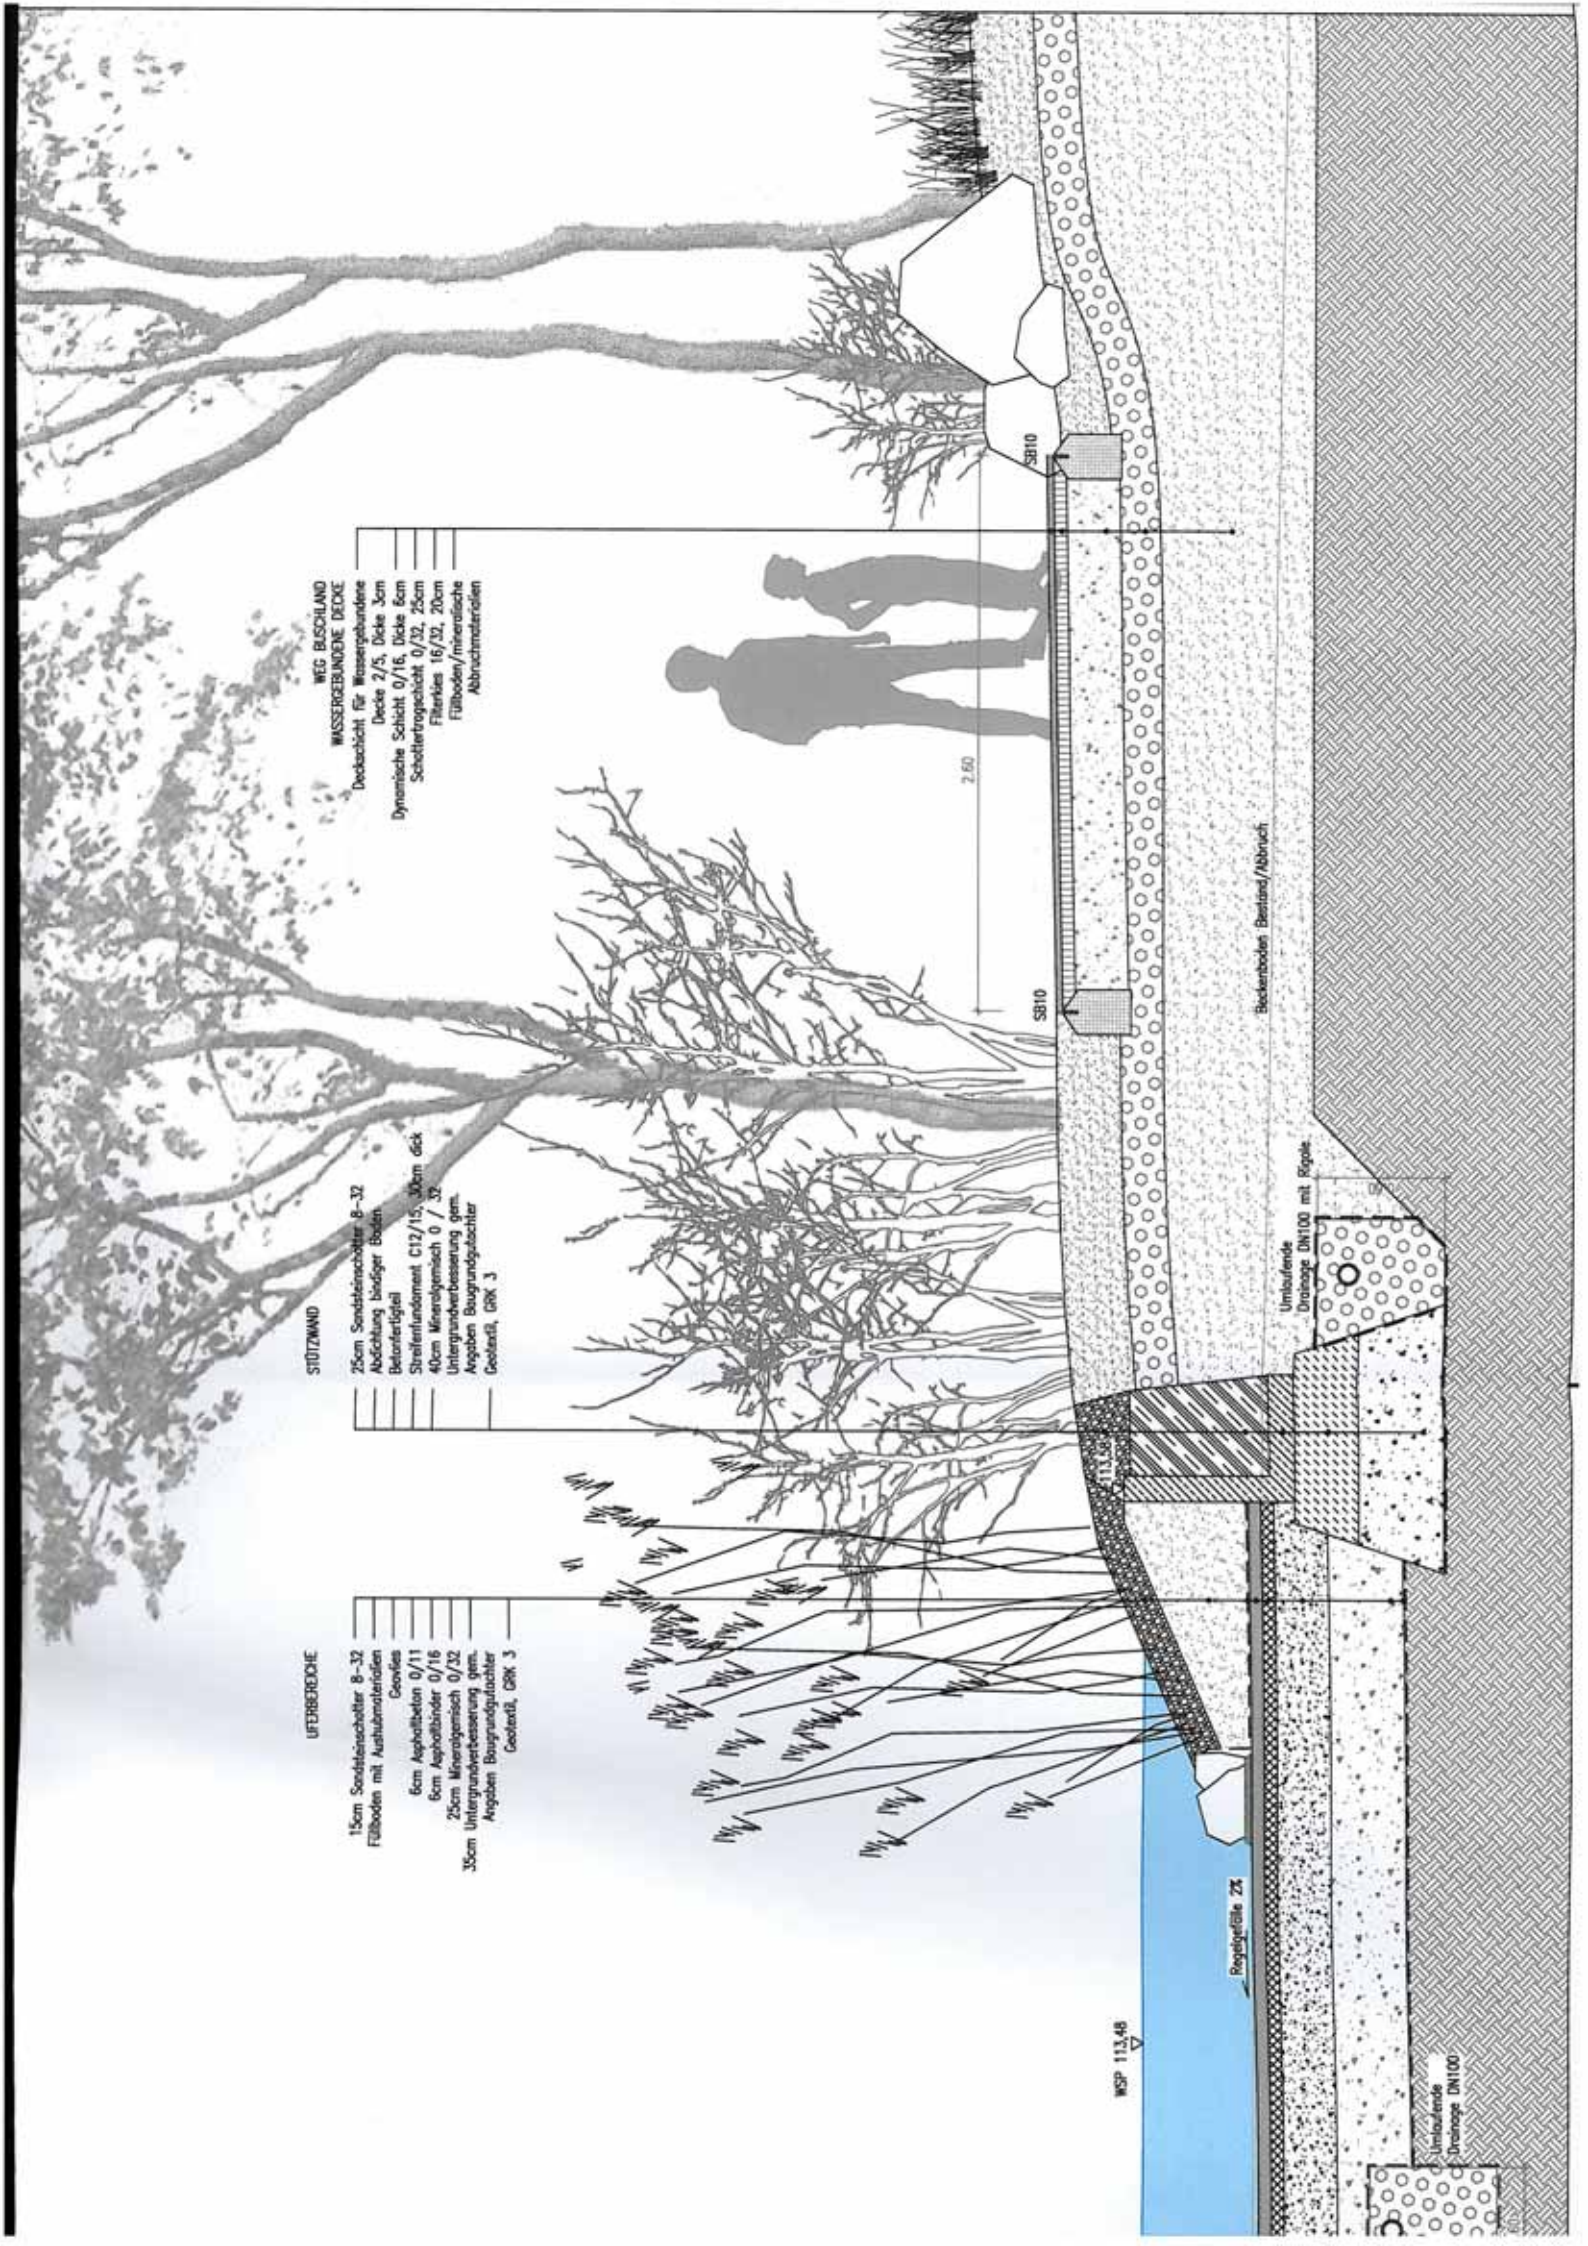 UFERBEREICHE
15cm Sandsteinschotter 8-32
Füllboden mit Aushubmaterialien
Geovlies
6cm Asphaltbeton 0/11
6cm Asphaltbinder 0/16
25cm Mineralgemisch 0/32
35cm Untergrundverbesserung gem.
Angaben Baugrundgutachter
Geotextil, GRK 3
STÜTZWAND
25cm Sandsteinschotter 8-32
Abdichtung bindiger Boden
Betonfertigteil
Streifenfundament C12/15, 30cm dick
40cm Mineralgemisch 0 / 32
Untergrundverbesserung gem.
Angaben Baugrundgutachter
Geotextil, GRK 3
WEG BUSCHLAND
WASSERGEBUNDENE DECKE
Deckschicht für Wassergebundene
Decke 2/5, Dicke 3cm
Dynamische Schicht 0/16, Dicke 6cm
Schottertragschicht 0/32, 25cm
Filterkies 16/32, 20cm
Füllboden/mineralische
Abbruchmaterialien
2.60
SB10
SB10
113,58
WSP 113,48
Regelgefälle 2%
Beckenboden Bestand/Abbruch
Umlaufende
Drainage DN100 mit Rigole
Umlaufende
Drainage DN100